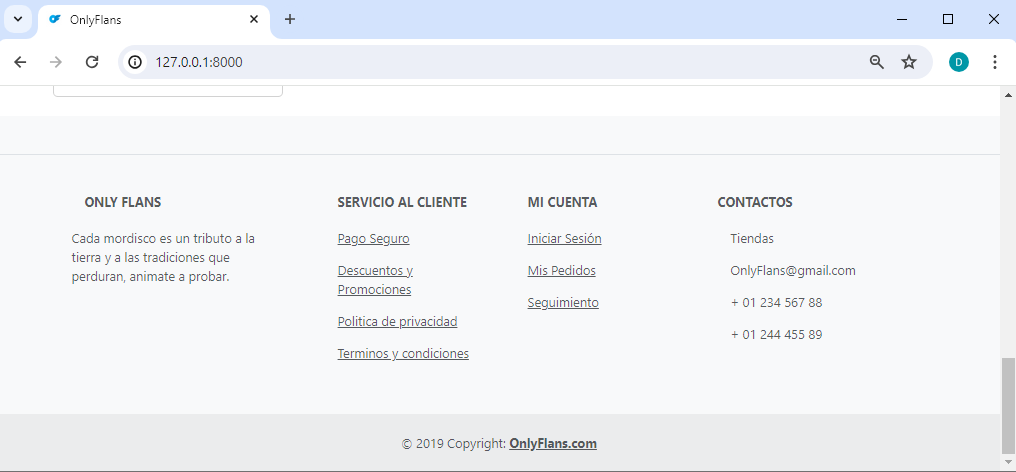 OnlyFlans
127.0.0.1:8000
D
ONLY FLANS
Cada mordisco es un tributo a la
tierra y a las tradiciones que
perduran, animate a probar.
SERVICIO AL CLIENTE
Pago Seguro
Descuentos y
Promociones
Politica de privacidad
Terminos y condiciones
MI CUENTA
Iniciar Sesión
Mis Pedidos
Seguimiento
CONTACTOS
Tiendas
OnlyFlans@gmail.com
+ 01 234 567 88
+ 01 244 455 89
© 2019 Copyright: OnlyFlans.com